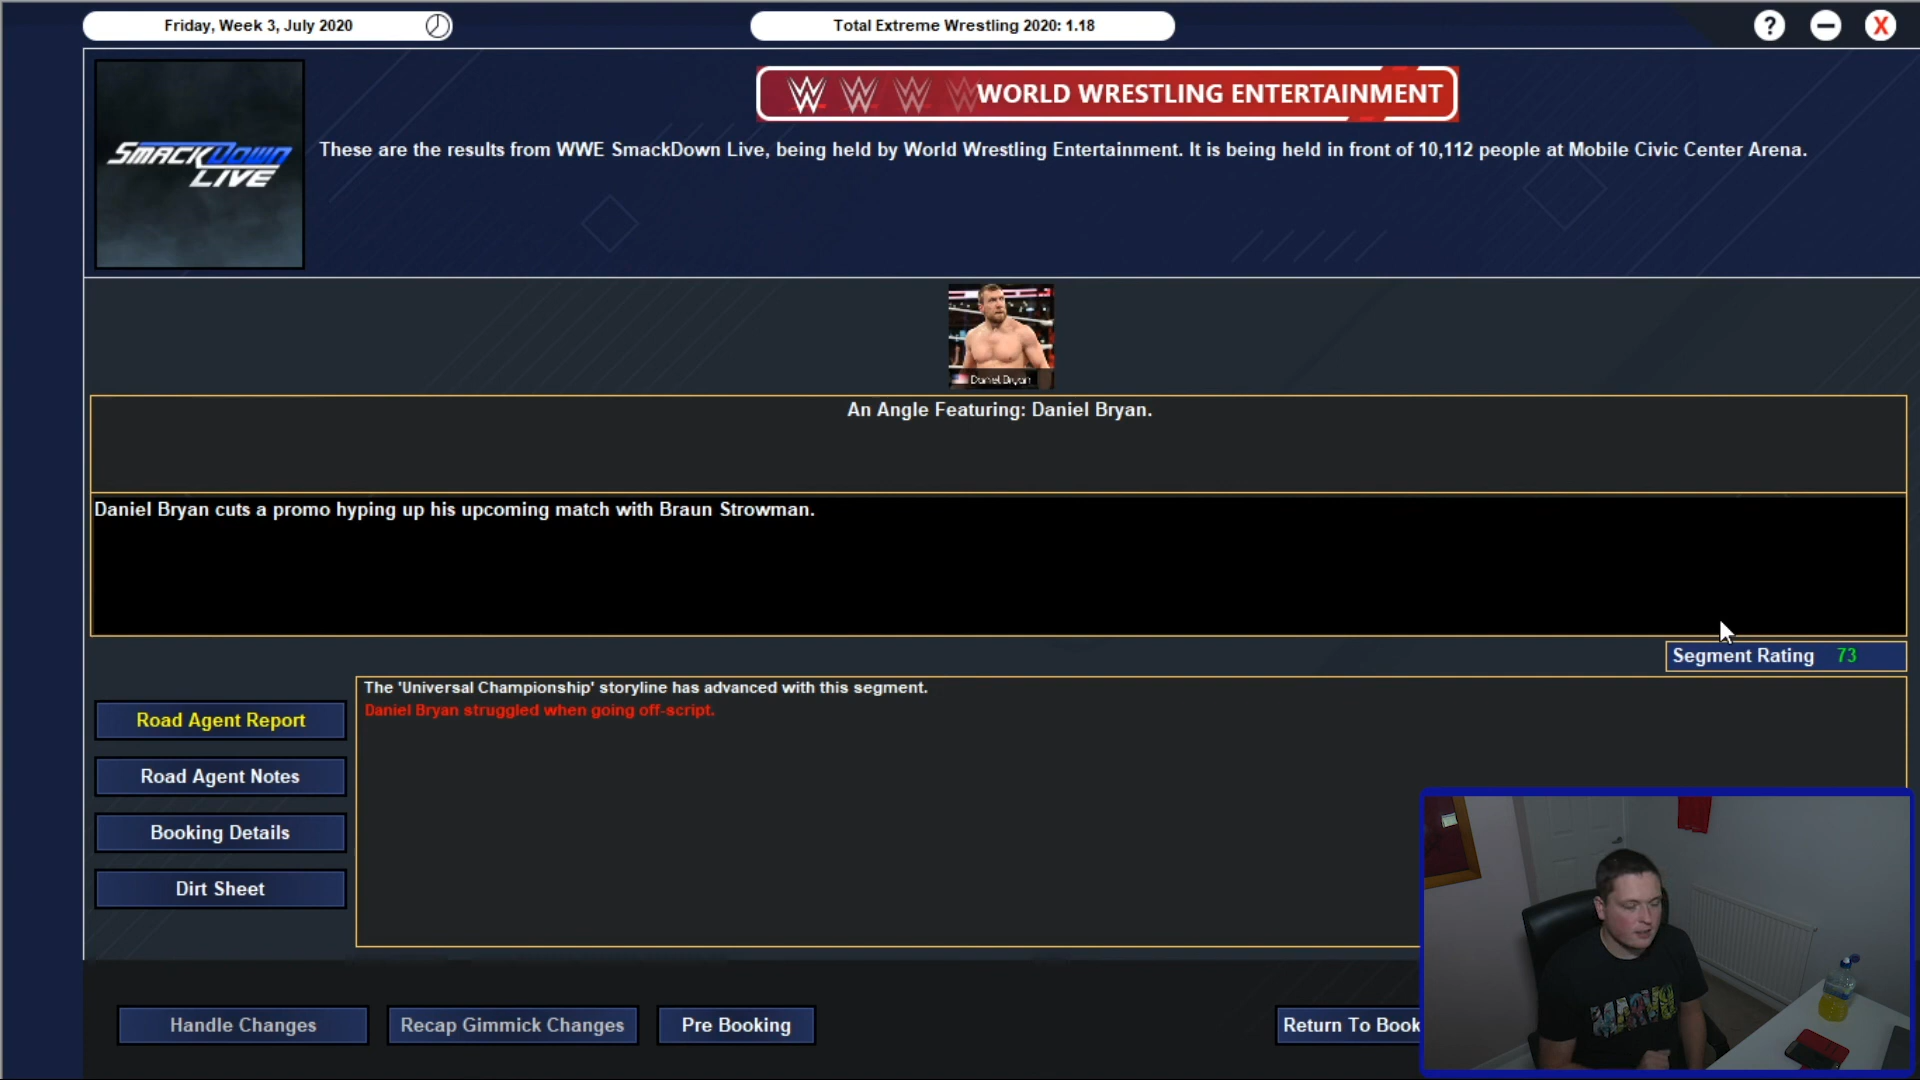 Friday, Week 3, July 2020
Total Extreme Wrestling 2020: 1.18
?
X
WORLD WRESTLING ENTERTAINMENT
SMACKDOWN
LIVE
These are the results from WWE SmackDown Live, being held by World Wrestling Entertainment. It is being held in front of 10,112 people at Mobile Civic Center Arena.
Daniel Bryan
An Angle Featuring: Daniel Bryan.
Daniel Bryan cuts a promo hyping up his upcoming match with Braun Strowman.
Segment Rating 73
The 'Universal Championship' storyline has advanced with this segment.
Daniel Bryan struggled when going off-script.
Road Agent Report
Road Agent Notes
Booking Details
Dirt Sheet
MARVEL
Handle Changes
Recap Gimmick Changes
Pre Booking
Return To Book